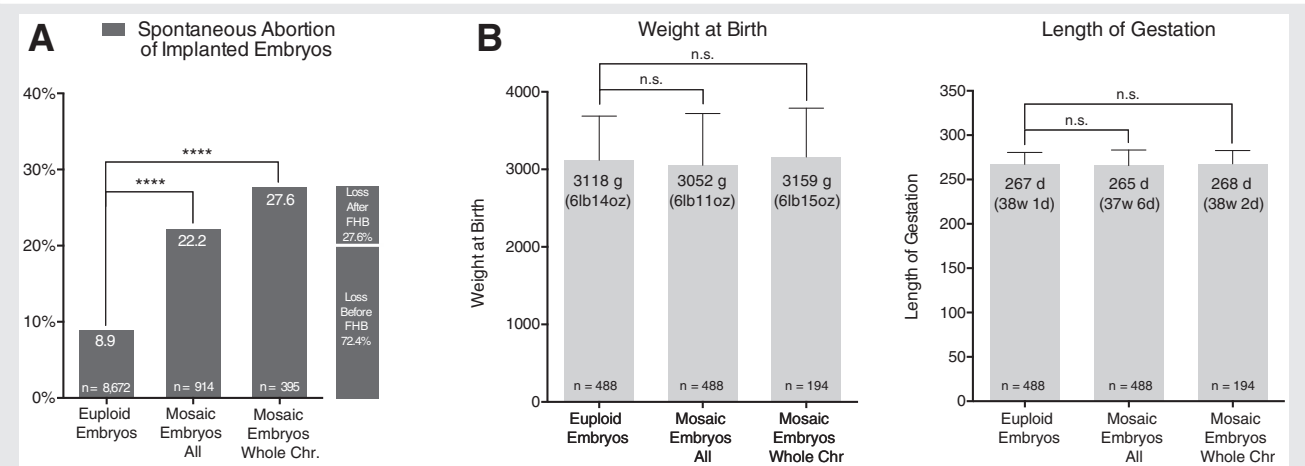 A
Spontaneous Abortion
of Implanted Embryos
40%
30%
20%
10%
0%
****
****
8.9
22.2
27.6
n= 8,672
n= 914
n= 395
Euploid
Embryos
Mosaic
Embryos
All
Mosaic
Embryos
Whole Chr.
Loss
After
FHB
27.6%
Loss
Before
FHB
72.4%
B
Weight at Birth
n.s.
n.s.
Weight at Birth
4000
3000
2000
1000
0
3118 g
(6lb14oz)
3052 g
(6lb11oz)
3159 g
(6lb15oz)
n = 488
n = 488
n = 194
Euploid
Embryos
Mosaic
Embryos
All
Mosaic
Embryos
Whole Chr
Length of Gestation
n.s.
n.s.
Length of Gestation
350
300
250
200
150
100
50
0
267 d
(38w 1d)
265 d
(37w 6d)
268 d
(38w 2d)
n = 488
n = 488
n = 194
Euploid
Embryos
Mosaic
Embryos
All
Mosaic
Embryos
Whole Chr